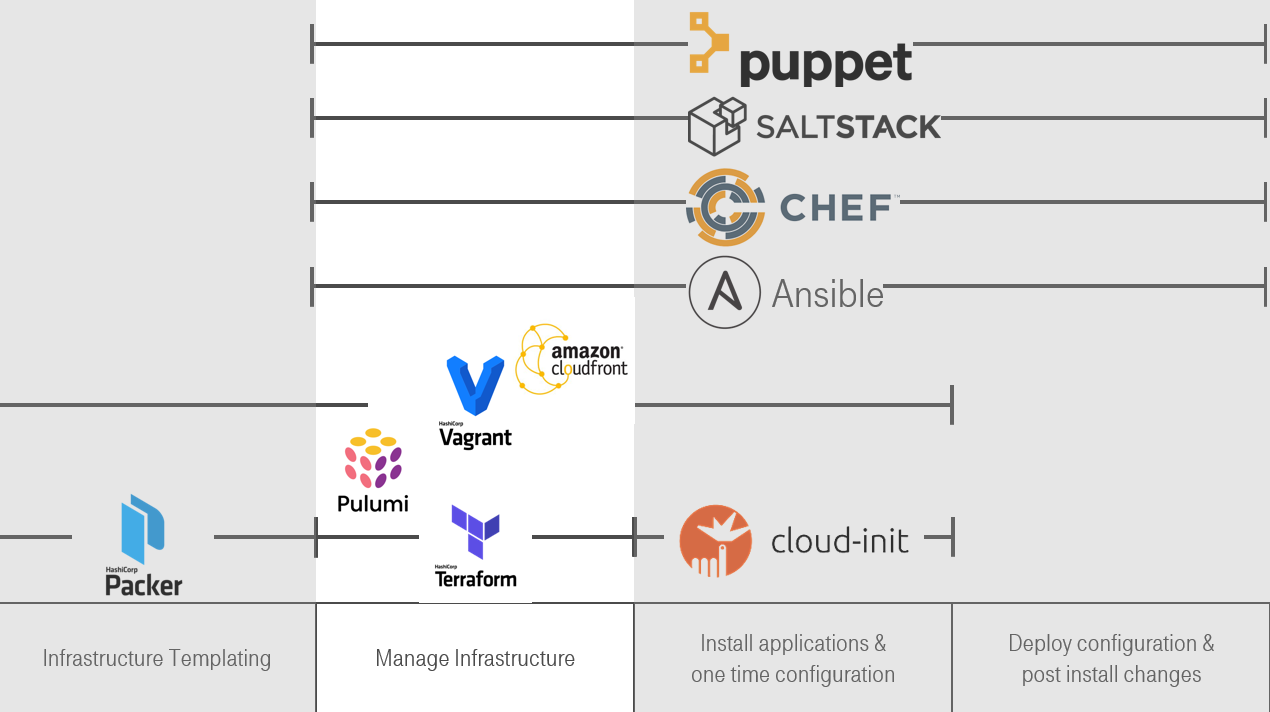 puppet
SALTSTACK
CHEF™
Ansible
amazon
cloudfront
HashiCorp
Vagrant
Pulumi
HashiCorp
Packer
HashiCorp
Terraform
cloud-init
Infrastructure Templating
Manage Infrastructure
Install applications &
one time configuration
Deploy configuration &
post install changes